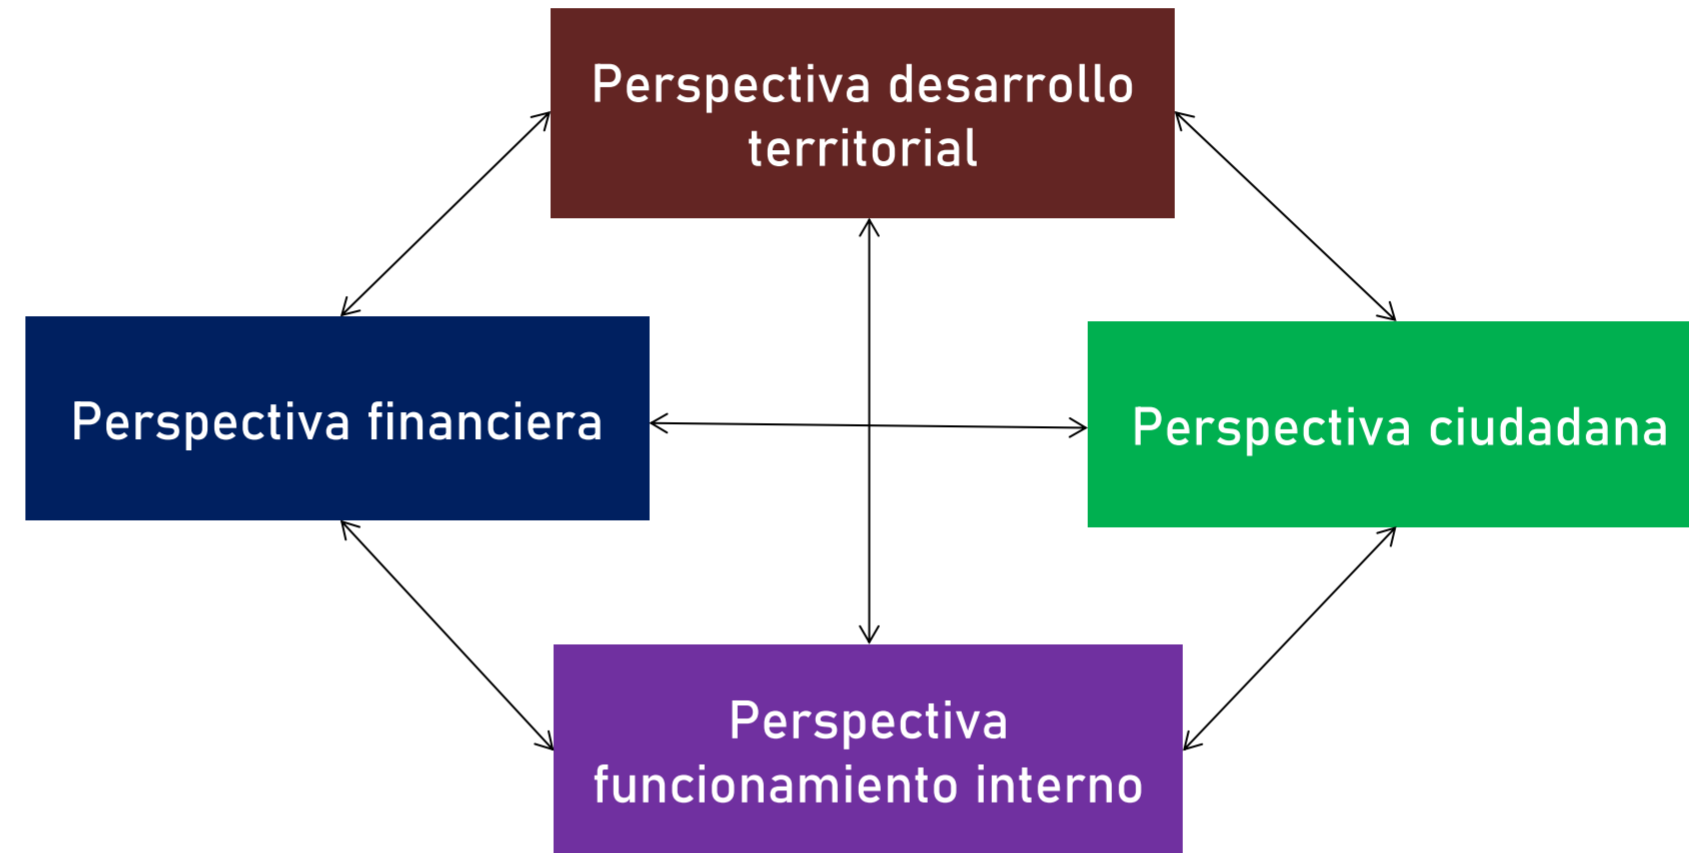 Perspectiva desarrollo
territorial
Perspectiva financiera
Perspectiva ciudadana
Perspectiva
funcionamiento interno